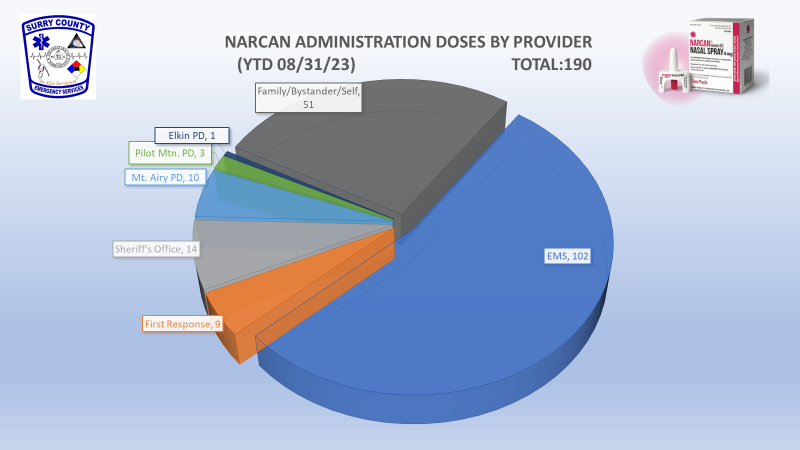 SURRY COUNTY
EMERGENCY SERVICES
NARCAN ADMINISTRATION DOSES BY PROVIDER
(YTD 08/31/23) TOTAL:190
NARCAN
NASAL SPRAY 4 mg
Family/Bystander/Self,
51
Elkin PD, 1
Pilot Mtn. PD, 3
Mt. Airy PD, 10
Sheriff's Office, 14
First Response, 9
EMS, 102